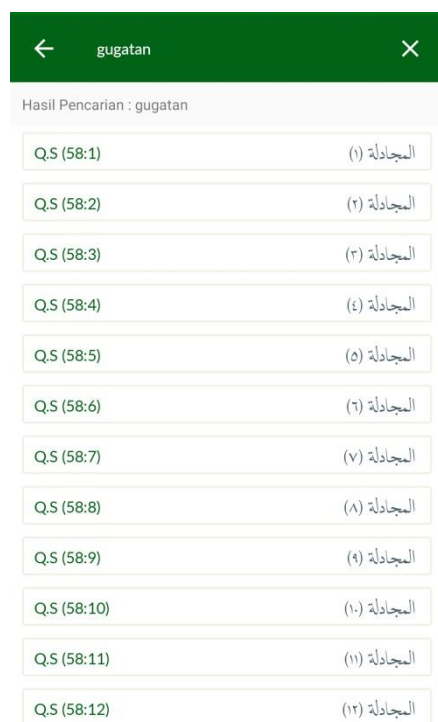 gugatan
Hasil Pencarian : gugatan
Q.S (58:1) المجادلة (١)
Q.S (58:2) المجادلة (٢)
Q.S (58:3) المجادلة (٣)
Q.S (58:4) المجادلة (٤)
Q.S (58:5) المجادلة (٥)
Q.S (58:6) المجادلة (٦)
Q.S (58:7) المجادلة (٧)
Q.S (58:8) المجادلة (٨)
Q.S (58:9) المجادلة (٩)
Q.S (58:10) المجادلة (١٠)
Q.S (58:11) المجادلة (١١)
Q.S (58:12) المجادلة (١٢)